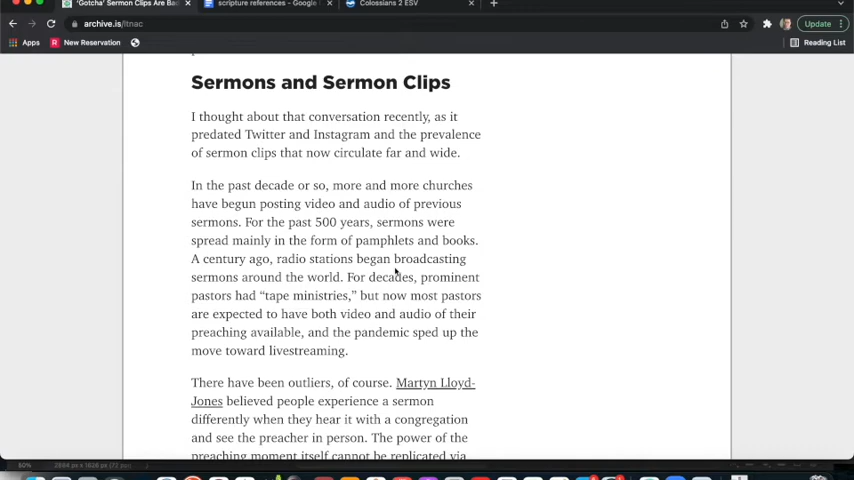 'Gotcha' Sermon Clips Are Bad
scripture references - Google
Colossians 2 ESV
archive.is/ltnac
Update
Apps
New Reservation
Reading List
Sermons and Sermon Clips
I thought about that conversation recently, as it
predated Twitter and Instagram and the prevalence
of sermon clips that now circulate far and wide.
In the past decade or so, more and more churches
have begun posting video and audio of previous
sermons. For the past 500 years, sermons were
spread mainly in the form of pamphlets and books.
A century ago, radio stations began broadcasting
sermons around the world. For decades, prominent
pastors had “tape ministries,” but now most pastors
are expected to have both video and audio of their
preaching available, and the pandemic sped up the
move toward livestreaming.
There have been outliers, of course. Martyn Lloyd-
Jones believed people experience a sermon
differently when they hear it with a congregation
and see the preacher in person. The power of the
preaching moment itself cannot be replicated via